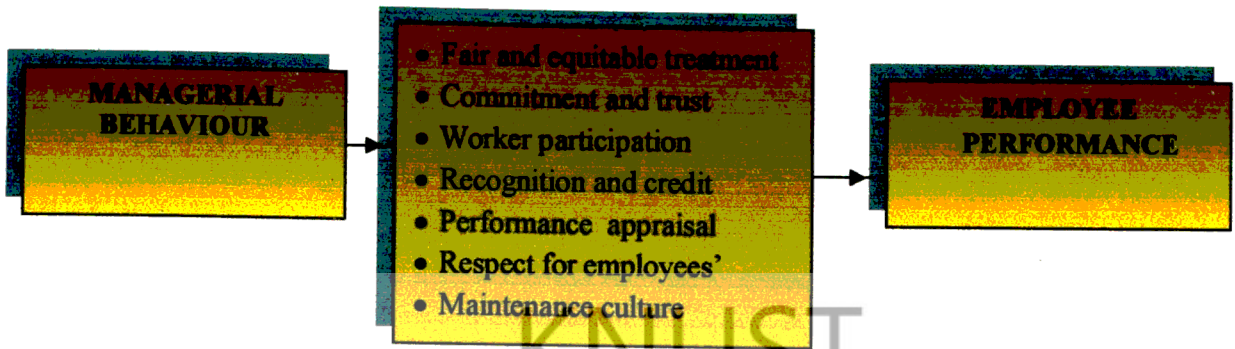 MANAGERIAL
BEHAVIOUR
• Fair and equitable treatment
• Commitment and trust
• Worker participation
• Recognition and credit
• Performance appraisal
• Respect for employees’
• Maintenance culture
EMPLOYEE
PERFORMANCE
KNUST